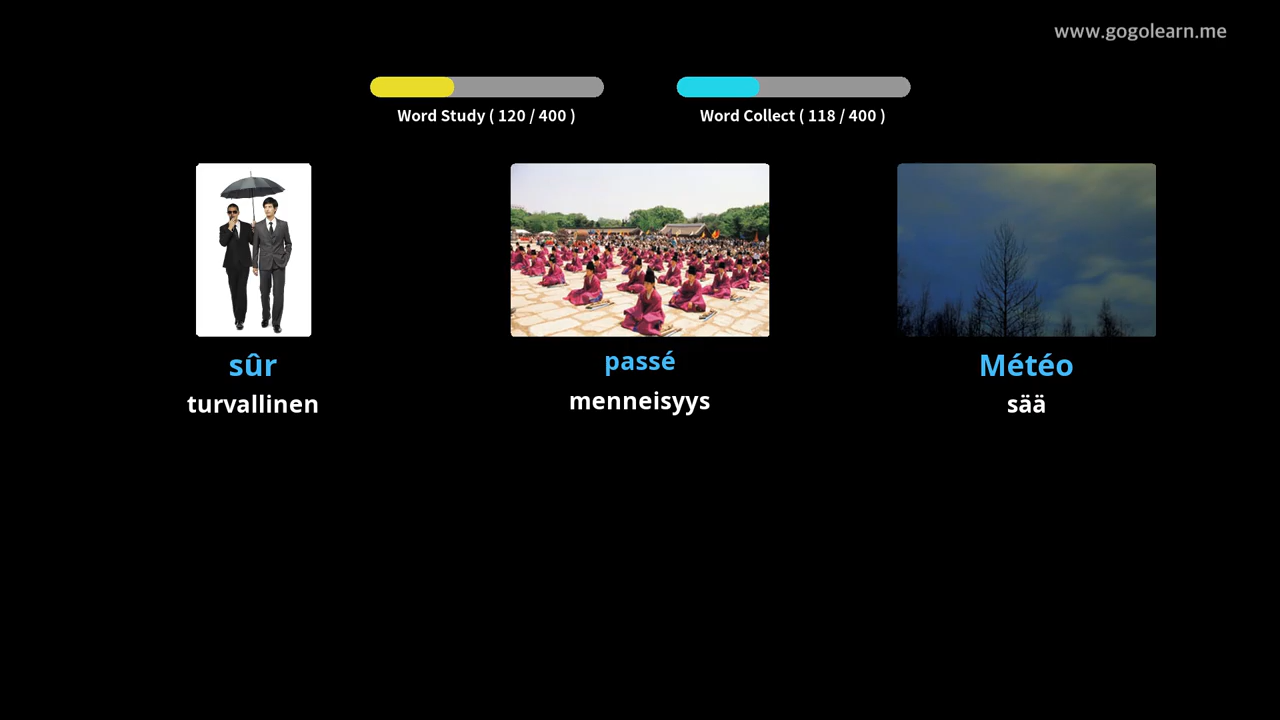 www.gogolearn.me
Word Study ( 120 / 400 )
Word Collect ( 118 / 400 )
sûr
turvallinen
passé
menneisyys
Météo
sää